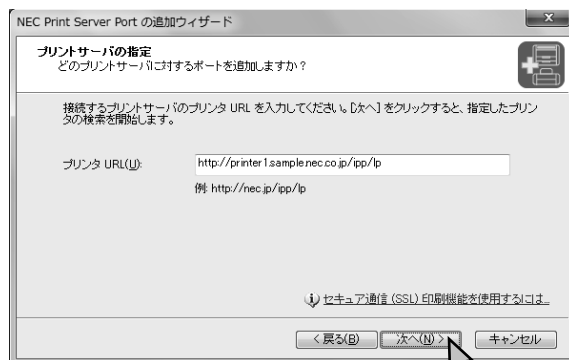 NEC Print Server Port の追加ウィザード
プリントサーバの指定
どのプリントサーバに対するポートを追加しますか？
接続するプリントサーバのプリンタ URL を入力してください。[次へ] をクリックすると、指定したプリン
タの検索を開始します。
プリンタ URL(U):
http://printer1.sample.nec.co.jp/ipp/lp
例: http://nec.jp/ipp/lp
セキュア通信 (SSL) 印刷機能を使用するには...
< 戻る(B)
次へ(N) >
キャンセル